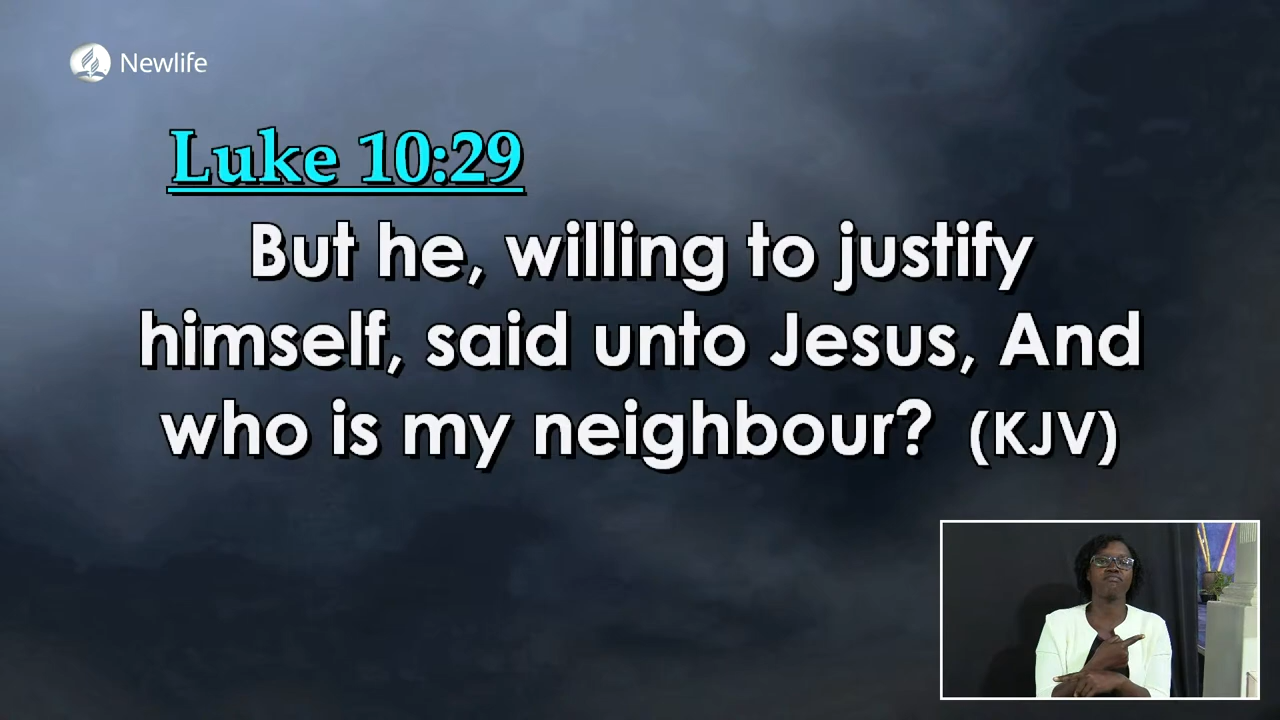 Newlife
Luke 10:29
But he, willing to justify
himself, said unto Jesus, And
who is my neighbour? (KJV)